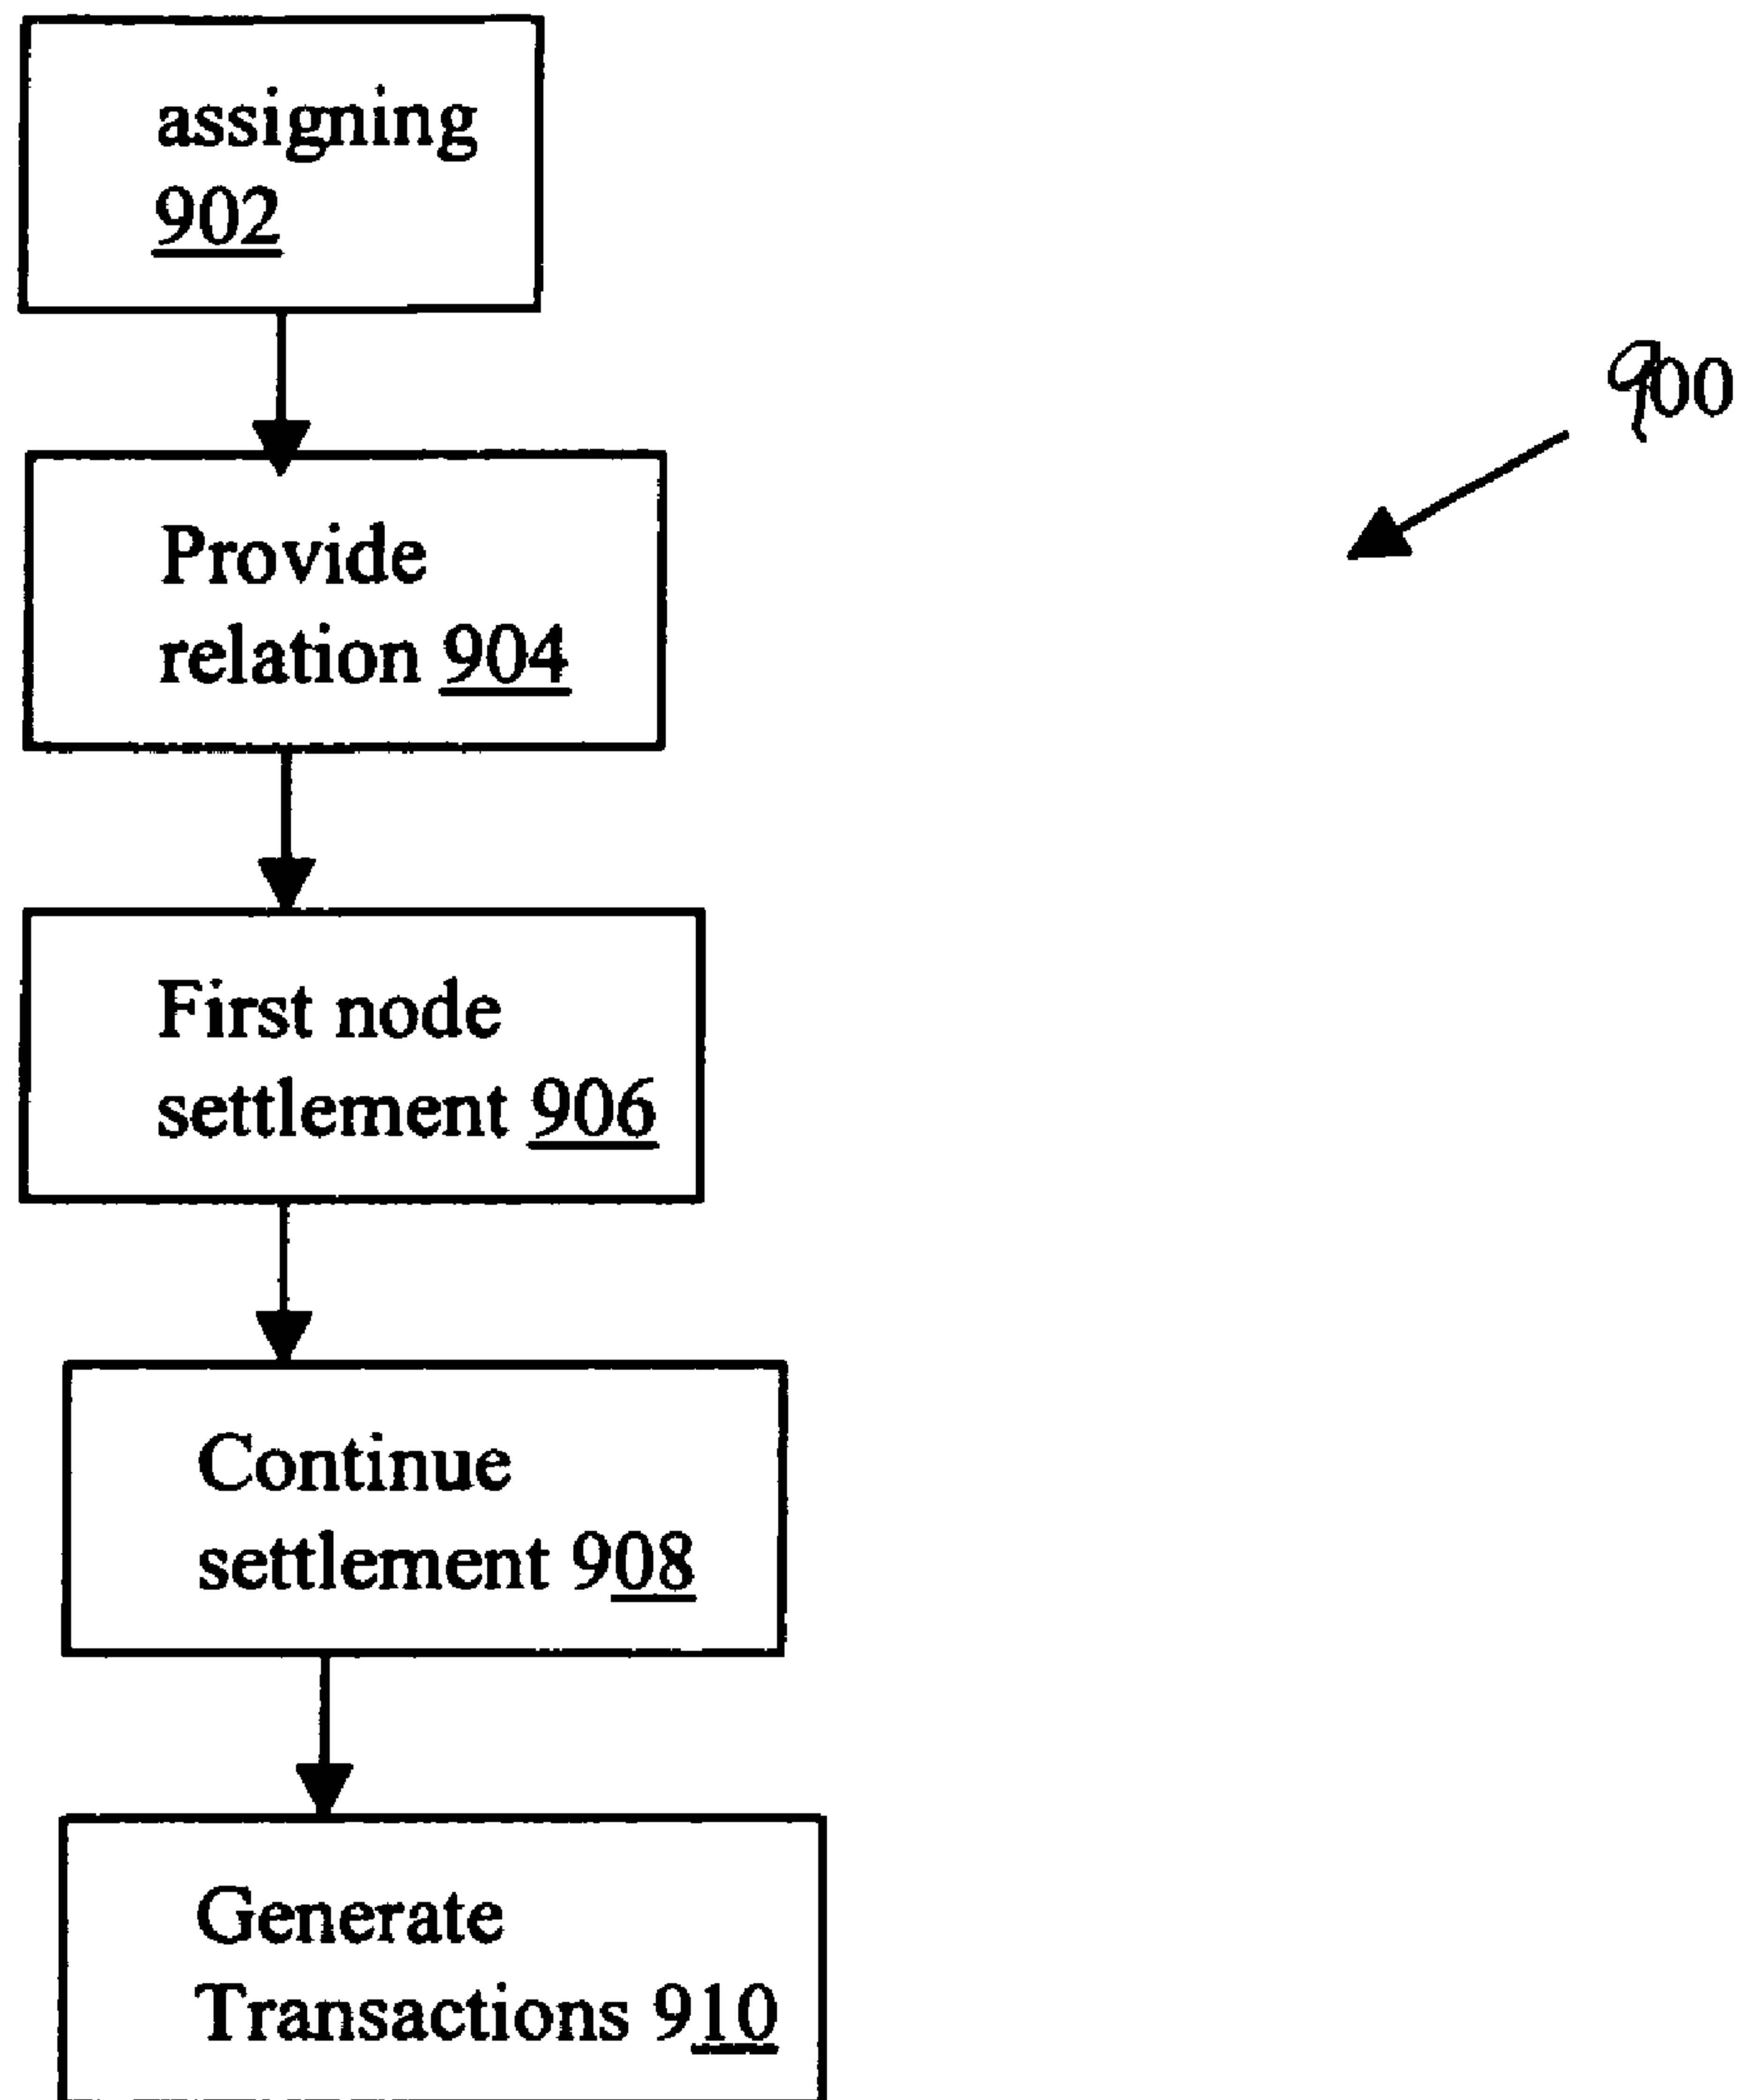 assigning
902
900
Provide
relation 904
First node
settlement 906
Continue
settlement 908
Generate
Transactions 910